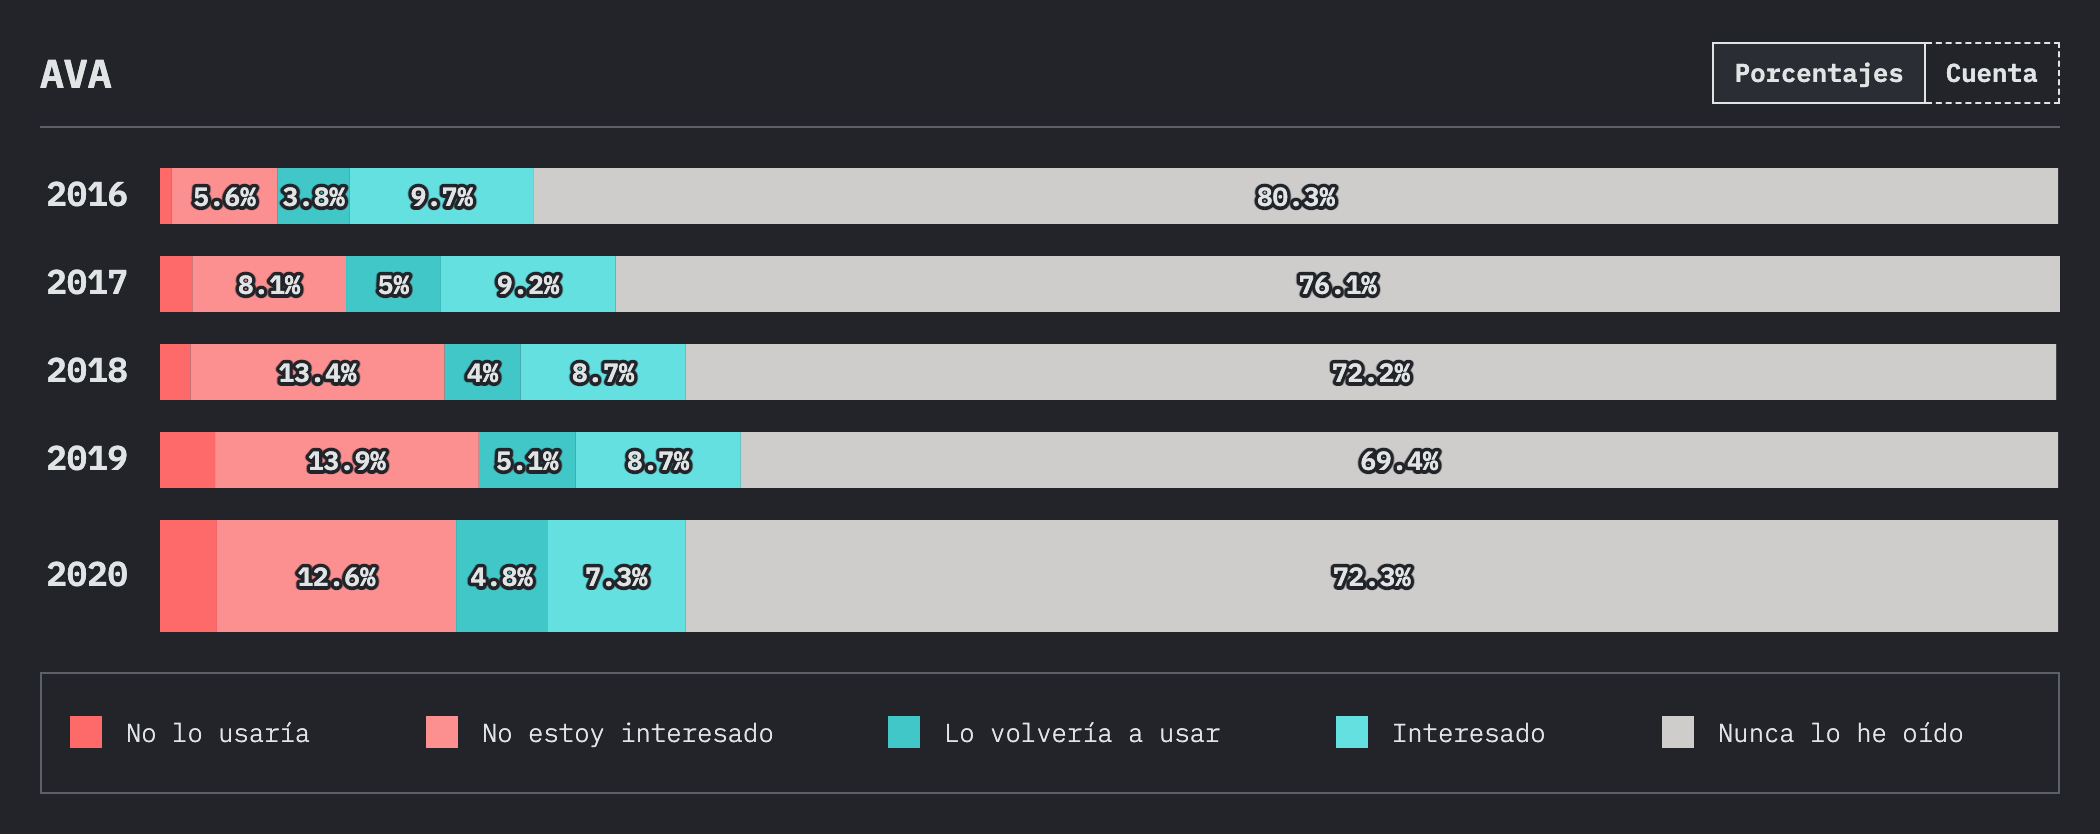 AVA
Porcentajes Cuenta
2016 5.6% 3.8% 9.7% 80.3%
2017 8.1% 5% 9.2% 76.1%
2018 13.4% 4% 8.7% 72.2%
2019 13.9% 5.1% 8.7% 69.4%
2020 12.6% 4.8% 7.3% 72.3%
No lo usaría No estoy interesado Lo volvería a usar Interesado Nunca lo he oído